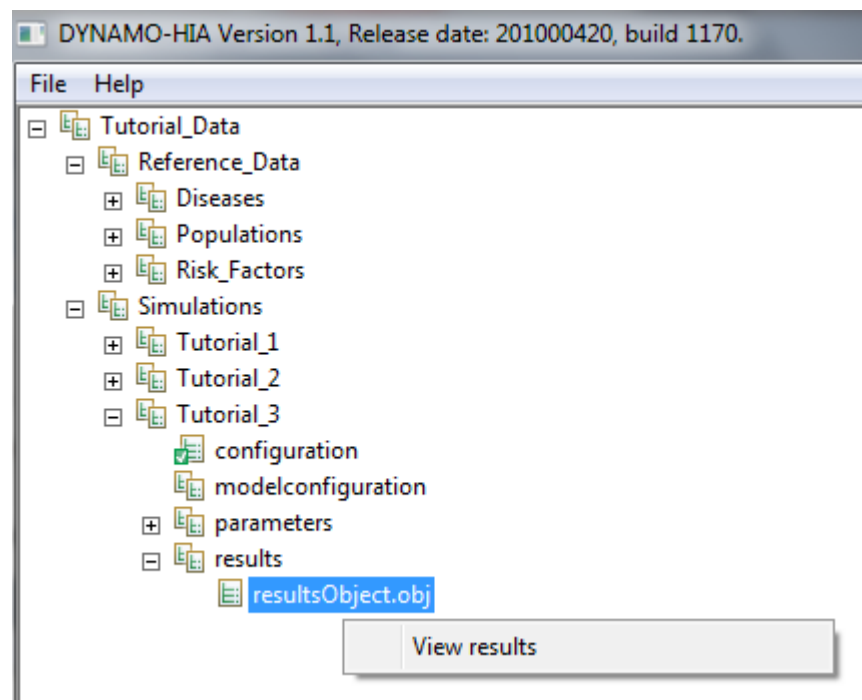 DYNAMO-HIA Version 1.1, Release date: 201000420, build 1170.
File Help
Tutorial_Data
Reference_Data
Diseases
Populations
Risk_Factors
Simulations
Tutorial_1
Tutorial_2
Tutorial_3
configuration
modelconfiguration
parameters
results
resultsObject.obj
View results